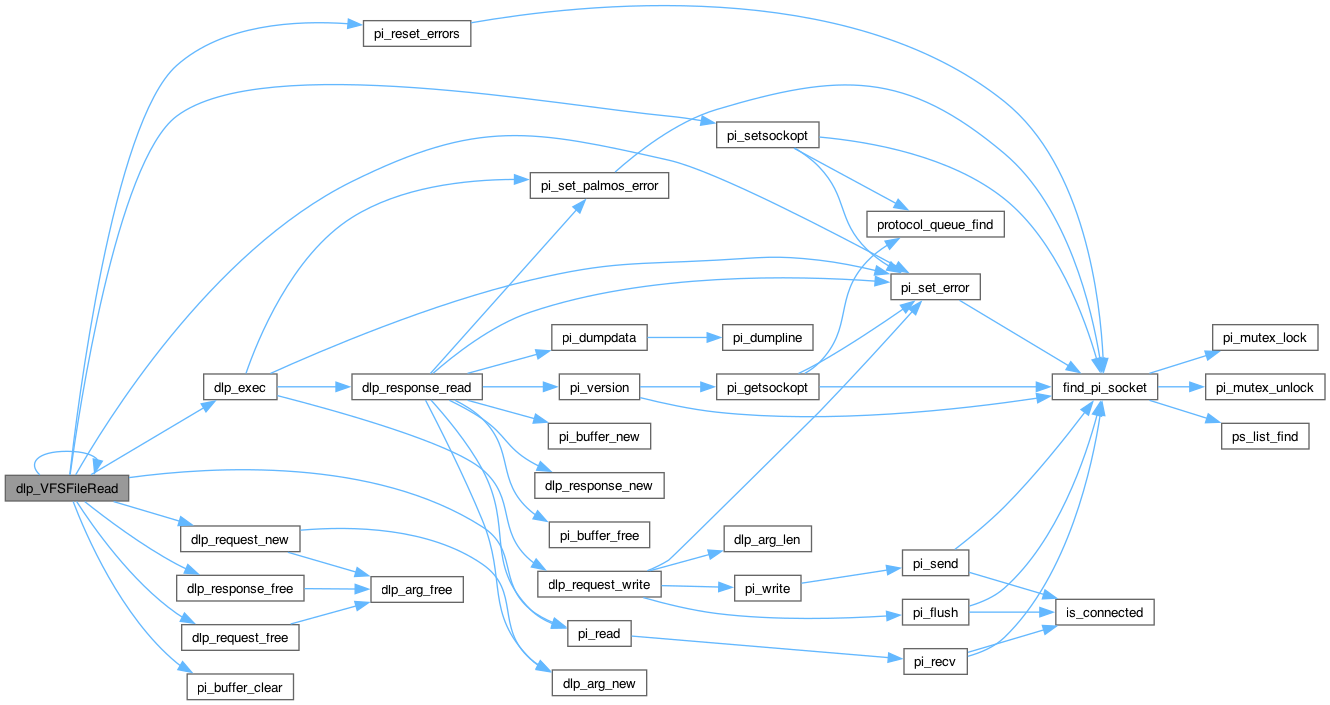 pi_reset_errors
pi_setsockopt
pi_set_palmos_error
protocol_queue_find
pi_set_error
pi_dumpdata
pi_dumpline
pi_mutex_lock
dlp_exec
dlp_response_read
pi_version
pi_getsockopt
find_pi_socket
pi_mutex_unlock
pi_buffer_new
ps_list_find
dlp_VFSFileRead
dlp_response_new
dlp_request_new
pi_buffer_free
dlp_arg_len
dlp_response_free
dlp_arg_free
dlp_request_write
pi_write
pi_send
pi_flush
is_connected
dlp_request_free
pi_read
pi_recv
pi_buffer_clear
dlp_arg_new